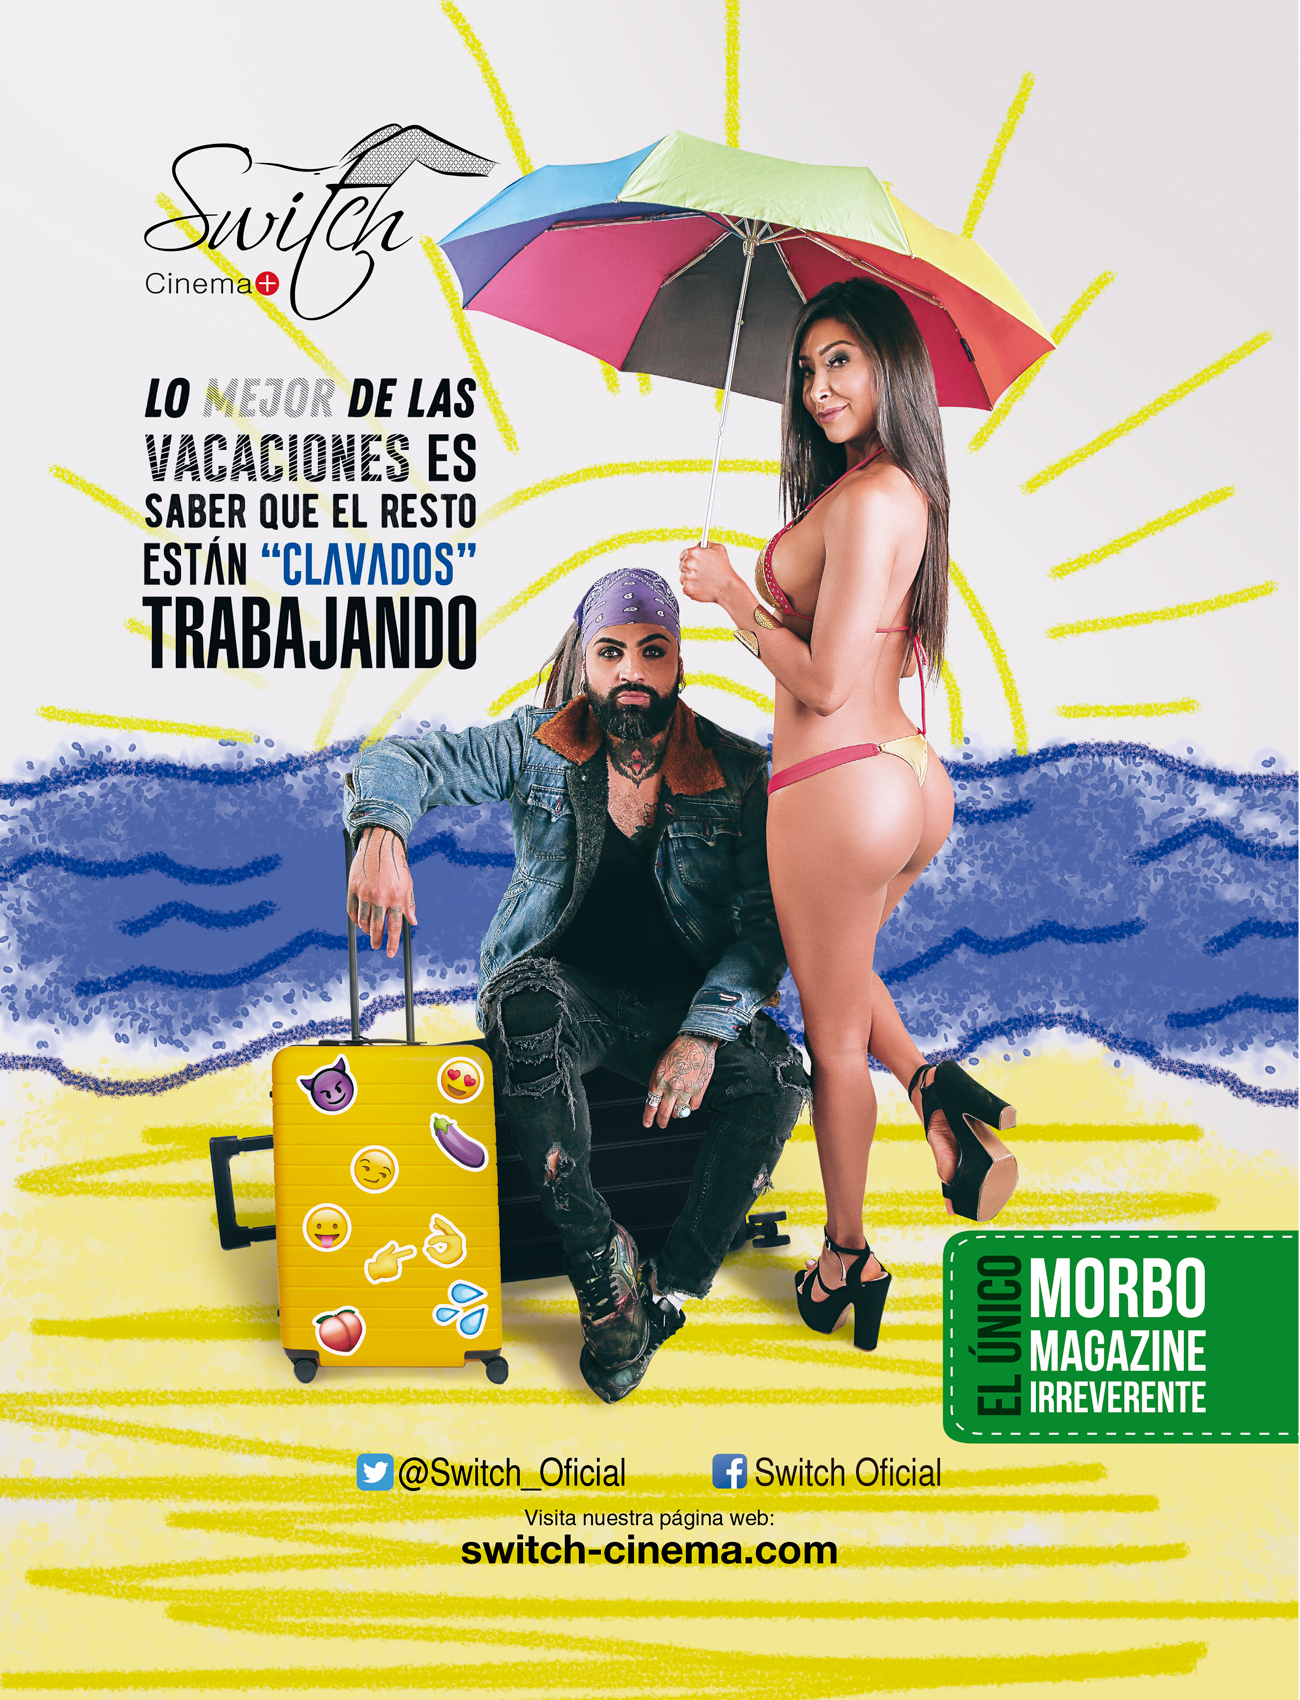 Switch
Cinema+
LO MEJOR DE LAS
VACACIONES ES
SABER QUE EL RESTO
ESTÁN “CLAVADOS”
TRABAJANDO
EL ÚNICO
MORBO
MAGAZINE
IRREVERENTE
@Switch_Oficial
Switch Oficial
Visita nuestra página web:
switch-cinema.com